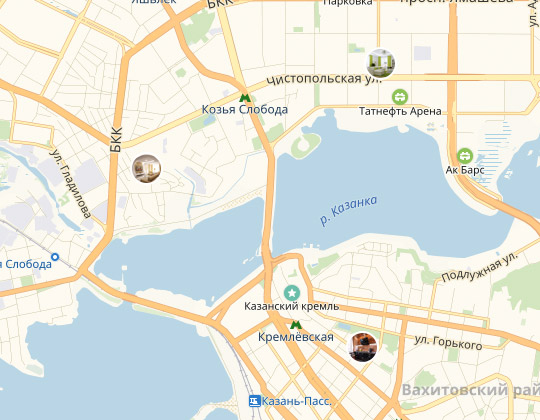 Яшьлек
БКК
Парковка
просп. Ямашева
ул. А
Чистопольская ул.
Козья Слобода
Татнефть Арена
БКК
ул. Гладилова
Ак Барс
р. Казанка
я Слобода
Подлужная ул.
Казанский кремль
Кремлёвская
ул. Горького
Вахитовский рай
Казань-Пасс.